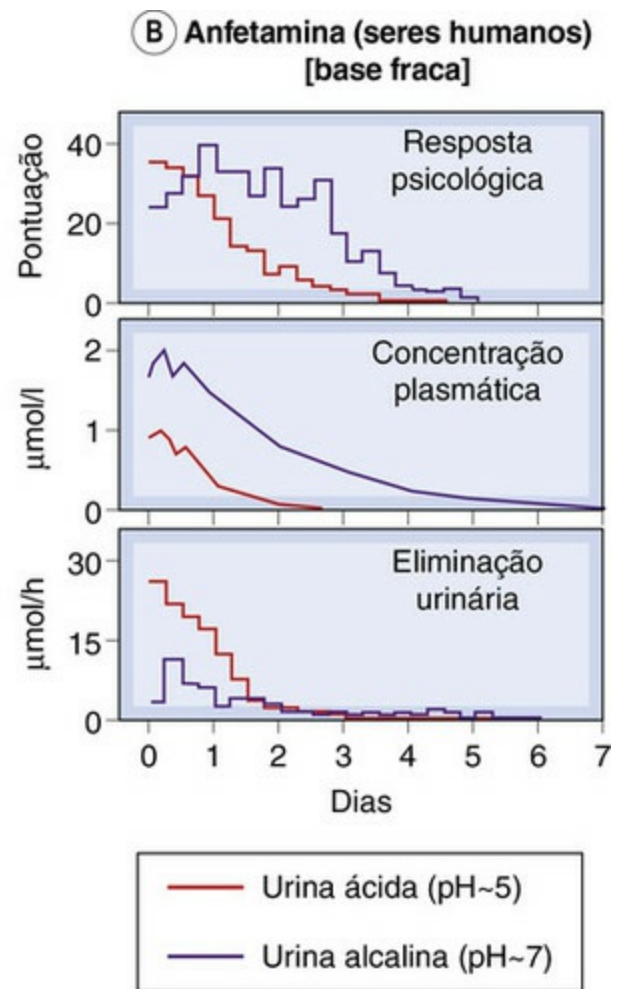 B Anfetamina (seres humanos)
[base fraca]
Pontuação
40
20
0
Resposta
psicológica
µmol/l
2
1
0
Concentração
plasmática
µmol/h
30
15
0
Eliminação
urinária
0 1 2 3 4 5 6 7
Dias
Urina ácida (pH~5)
Urina alcalina (pH~7)